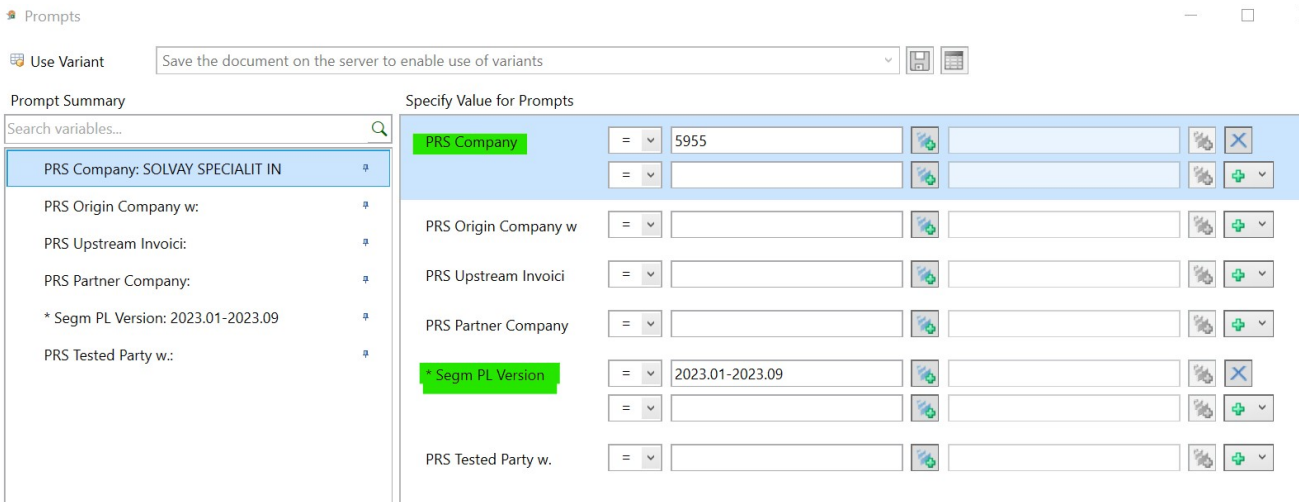 Prompts
Use Variant
Save the document on the server to enable use of variants
Prompt Summary
Specify Value for Prompts
Search variables...
PRS Company: SOLVAY SPECIALIT IN
PRS Origin Company w:
PRS Upstream Invoici:
PRS Partner Company:
* Segm PL Version: 2023.01-2023.09
PRS Tested Party w.:
PRS Company = 5955
=
PRS Origin Company w =
PRS Upstream Invoici =
PRS Partner Company =
* Segm PL Version = 2023.01-2023.09
=
PRS Tested Party w. =